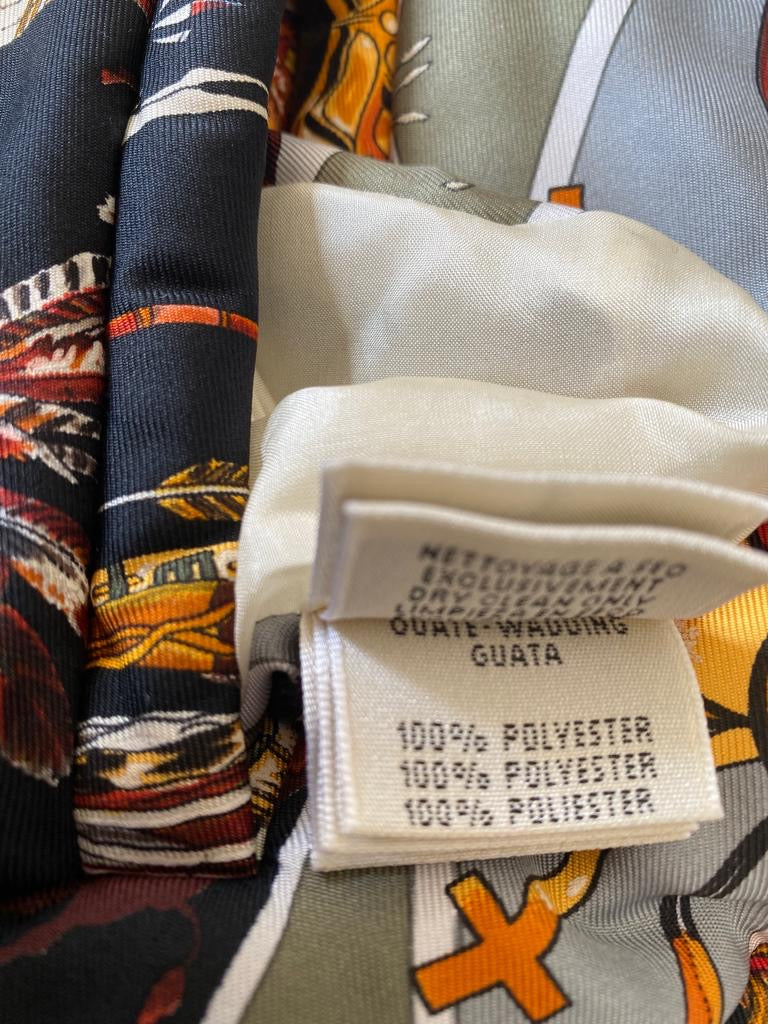 NETTOYAGE A SEC
EXCLUSIVEMENT
DRY CLEAN ONLY
OUATE-WADDING
GUATA
100% POLYESTER
100% POLYESTER
100% POLIESTER